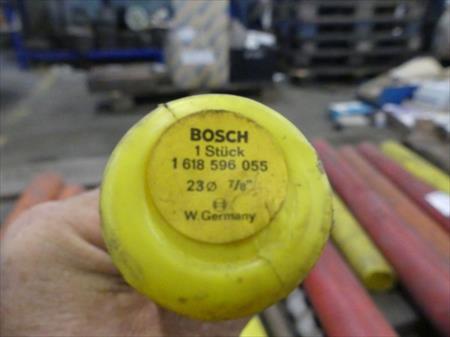 BOSCH
1 Stück
1 618 596 055
23 ø 7/8"
W. Germany